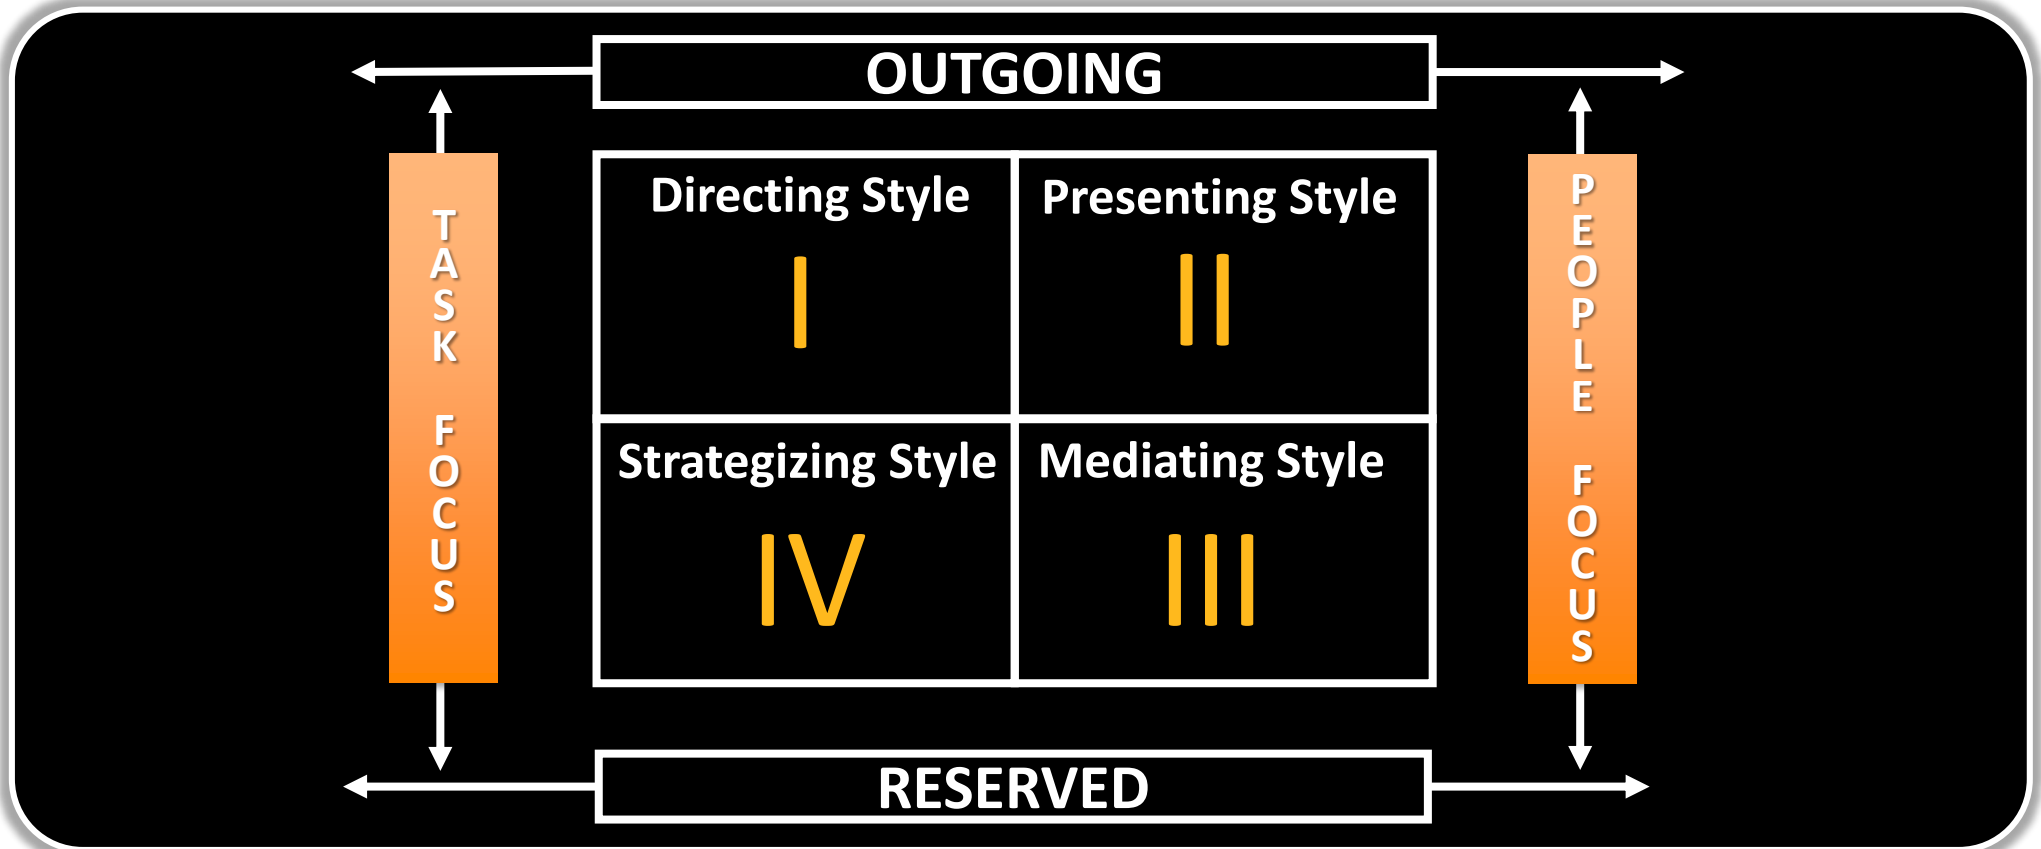 OUTGOING
TASK FOCUS
Directing Style
I
Presenting Style
II
Strategizing Style
IV
Mediating Style
III
PEOPLE FOCUS
RESERVED